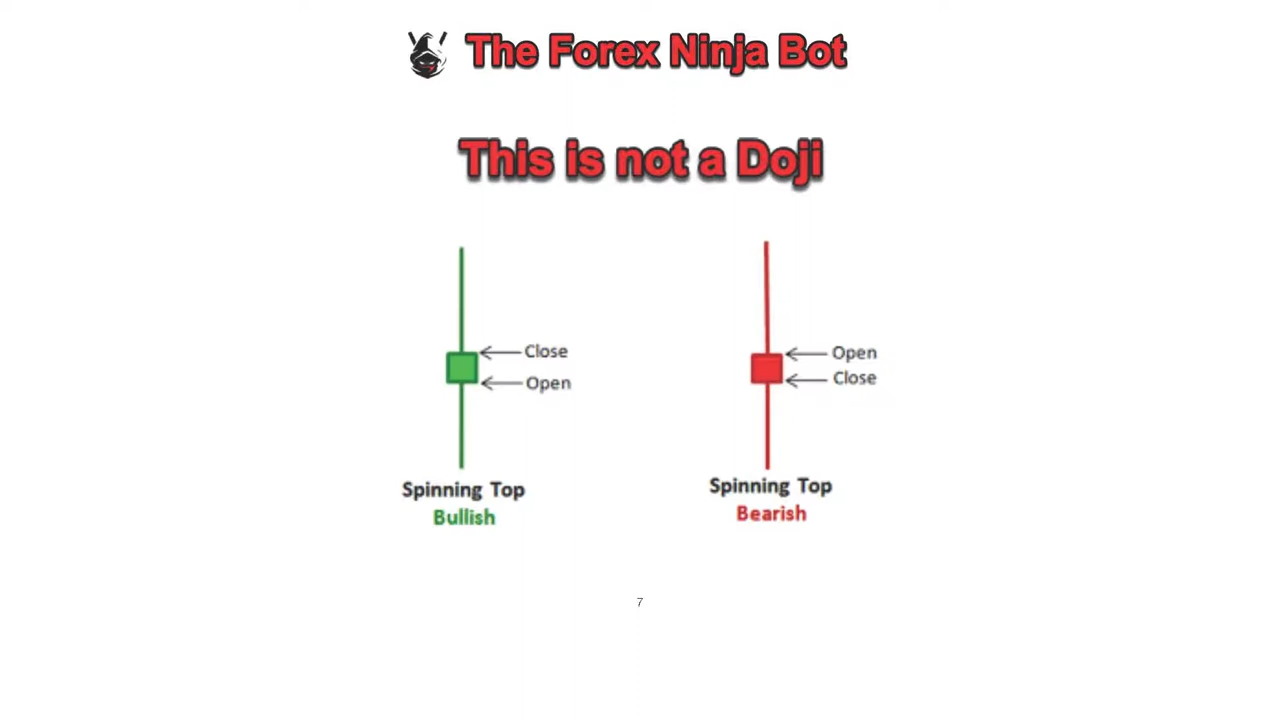 The Forex Ninja Bot
This is not a Doji
Close
Open
Spinning Top
Bullish
Open
Close
Spinning Top
Bearish
7